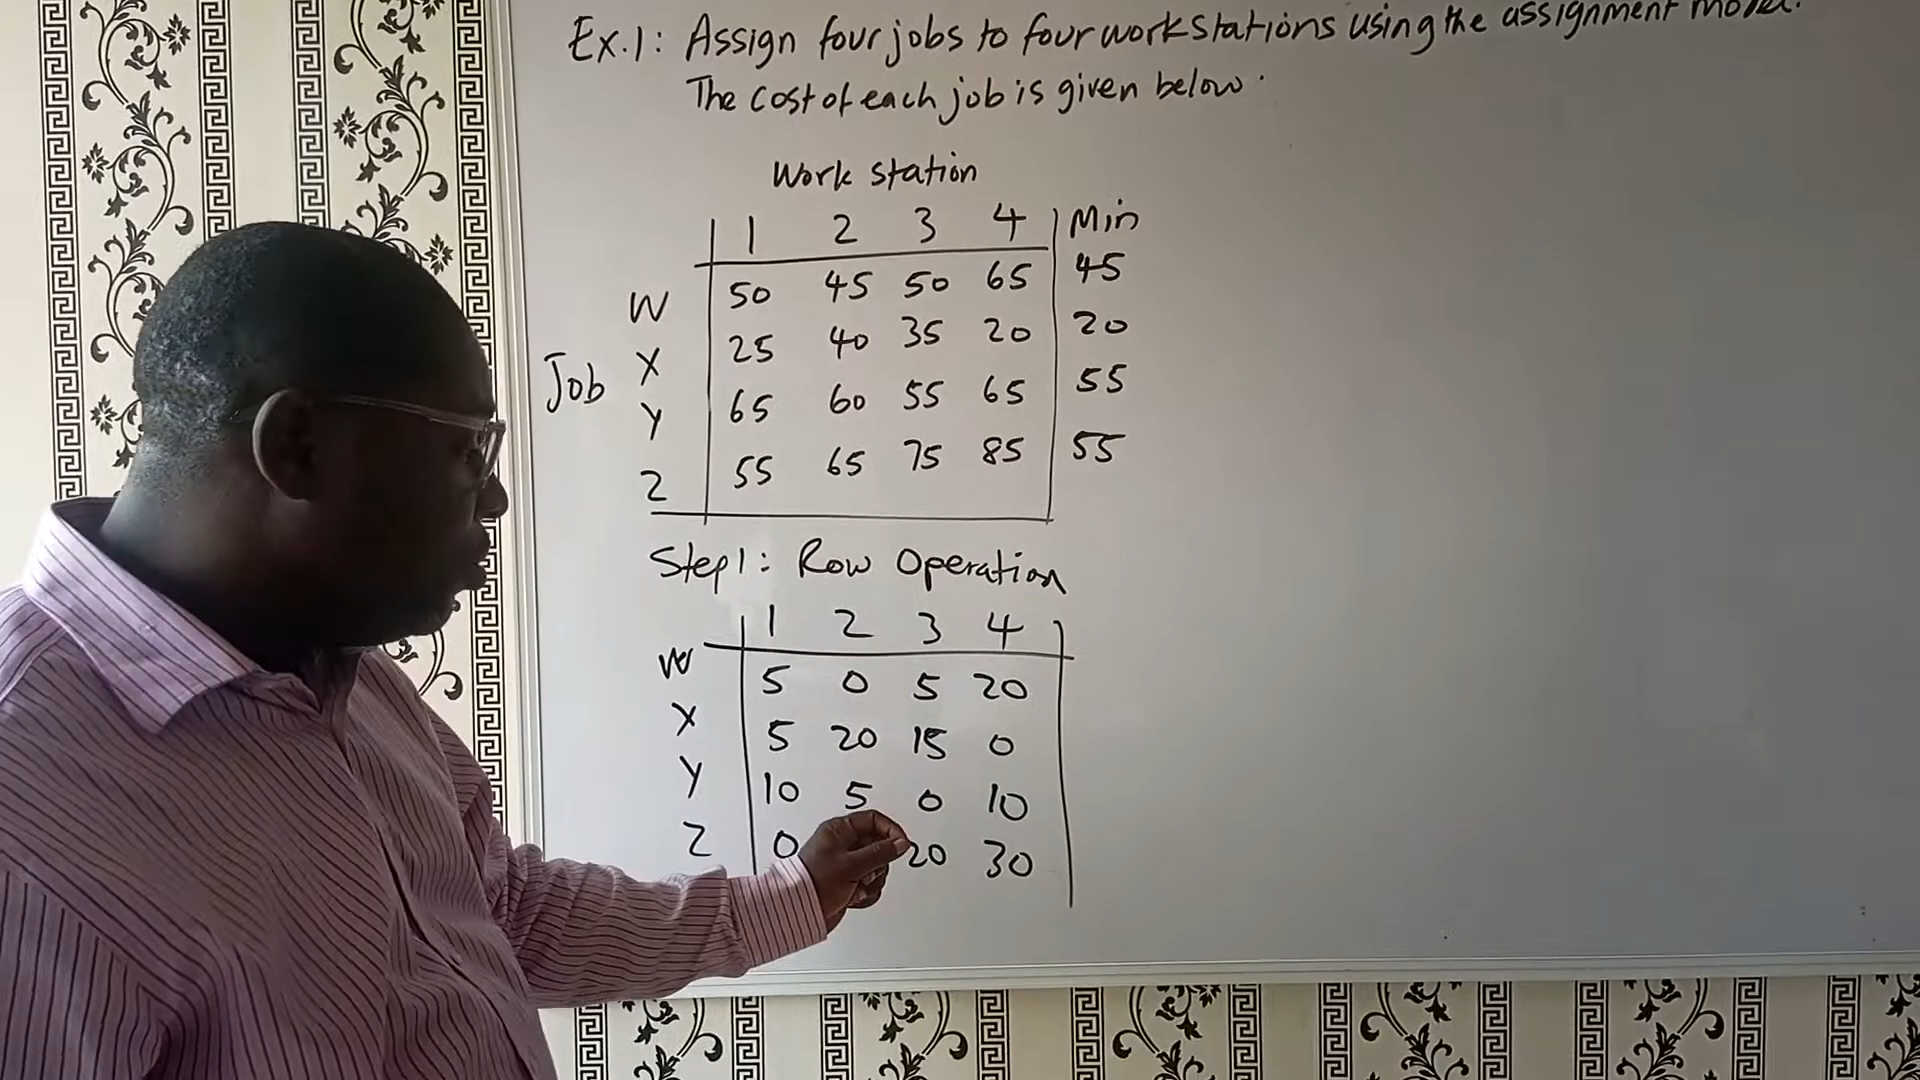 Ex.1: Assign four jobs to four workstations using the assignment model.
The cost of each job is given below.
Work station
1 2 3 4 Min
W 50 45 50 65 45
X 25 40 35 20 20
Job
Y 65 60 55 65 55
Z 55 65 75 85 55
Step1: Row Operation
1 2 3 4
W 5 0 5 20
X 5 20 15 0
Y 10 5 0 10
Z 0 20 30